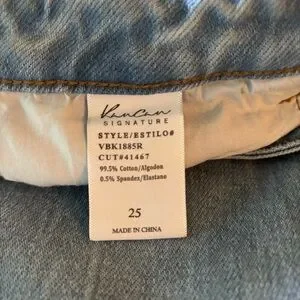 KanCan
SIGNATURE
STYLE/ESTILO#
VBK1885R
CUT#41467
99.5% Cotton/Algodon
0.5% Spandex/Elastane
25
MADE IN CHINA